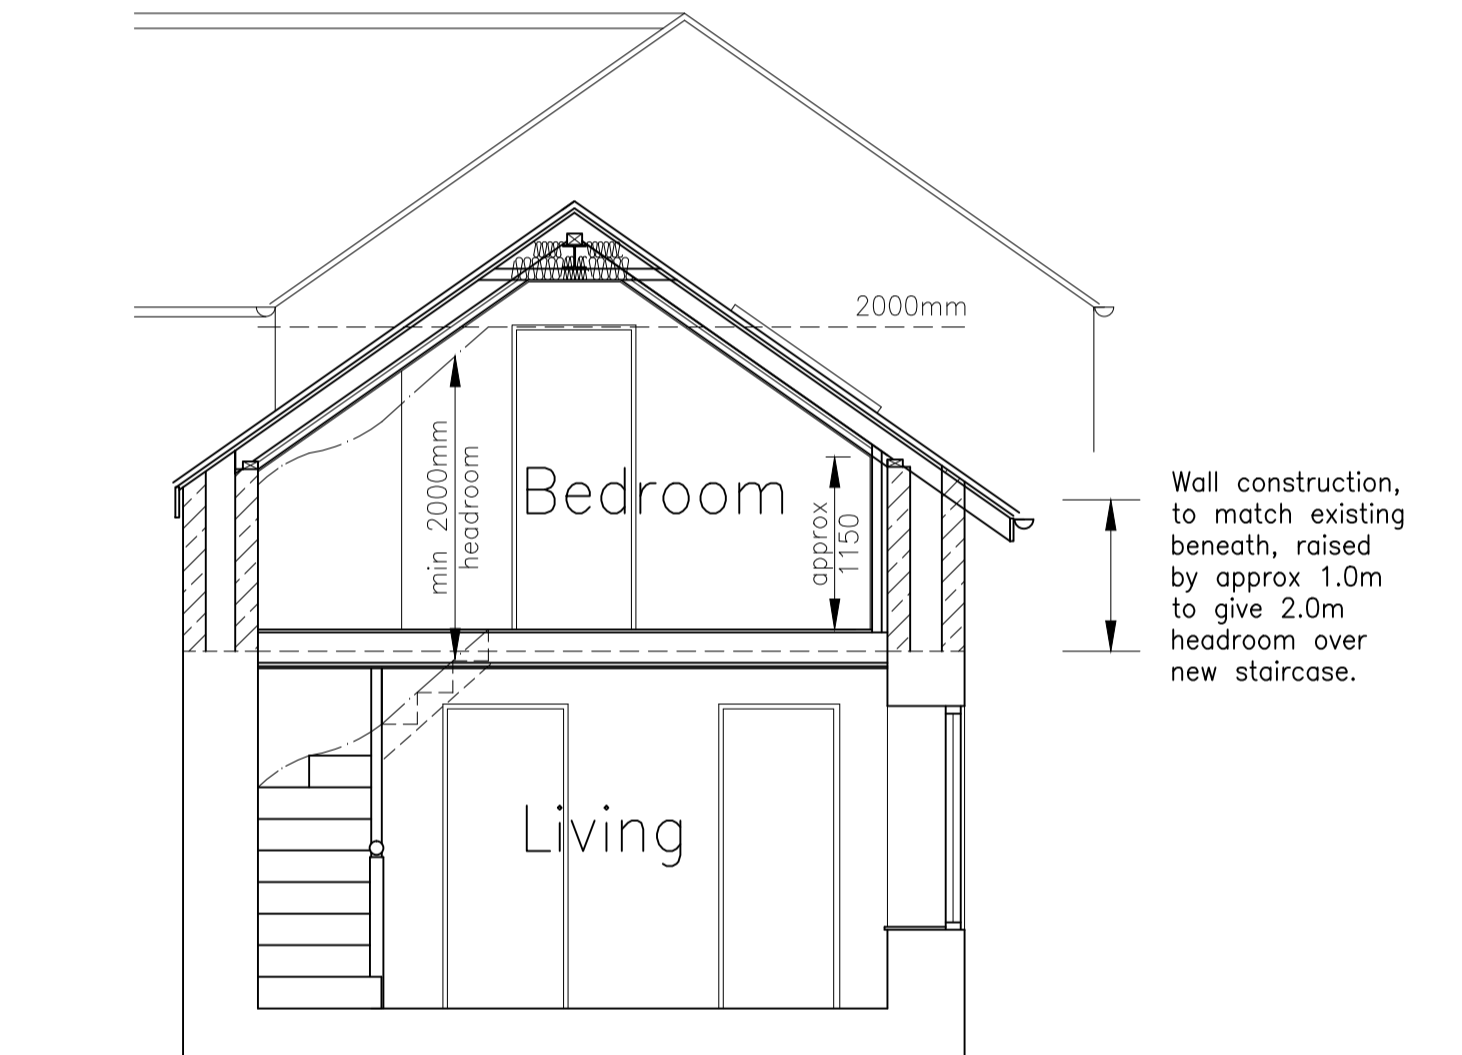 2000mm
min 2000mm
headroom
Bedroom
approx
1150
Wall construction,
to match existing
beneath, raised
by approx 1.0m
to give 2.0m
headroom over
new staircase.
Living